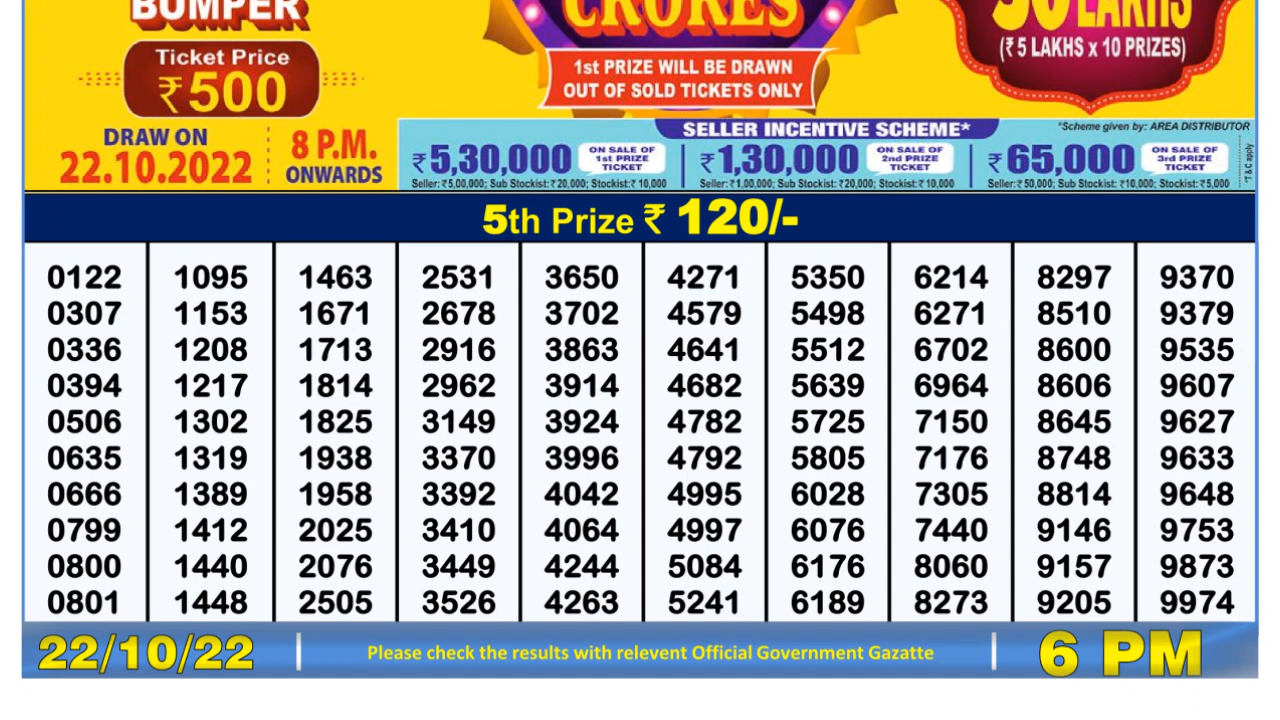 BUMPER
Ticket Price
₹500
DRAW ON
22.10.2022
8 P.M.
ONWARDS
CRORES
1st PRIZE WILL BE DRAWN
OUT OF SOLD TICKETS ONLY
50 LAKHS
(₹5 LAKHS x 10 PRIZES)
SELLER INCENTIVE SCHEME*
*Scheme given by: AREA DISTRIBUTOR
₹5,30,000 ON SALE OF 1st PRIZE TICKET
Seller: ₹5,00,000; Sub Stockist: ₹20,000; Stockist: ₹10,000
₹1,30,000 ON SALE OF 2nd PRIZE TICKET
Seller: ₹1,00,000; Sub Stockist: ₹20,000; Stockist: ₹10,000
₹65,000 ON SALE OF 3rd PRIZE TICKET
Seller: ₹50,000; Sub Stockist: ₹10,000; Stockist: ₹5,000
*T & C apply
5th Prize ₹ 120/-
0122 1095 1463 2531 3650 4271 5350 6214 8297 9370
0307 1153 1671 2678 3702 4579 5498 6271 8510 9379
0336 1208 1713 2916 3863 4641 5512 6702 8600 9535
0394 1217 1814 2962 3914 4682 5639 6964 8606 9607
0506 1302 1825 3149 3924 4782 5725 7150 8645 9627
0635 1319 1938 3370 3996 4792 5805 7176 8748 9633
0666 1389 1958 3392 4042 4995 6028 7305 8814 9648
0799 1412 2025 3410 4064 4997 6076 7440 9146 9753
0800 1440 2076 3449 4244 5084 6176 8060 9157 9873
0801 1448 2505 3526 4263 5241 6189 8273 9205 9974
22/10/22
Please check the results with relevent Official Government Gazatte
6 PM